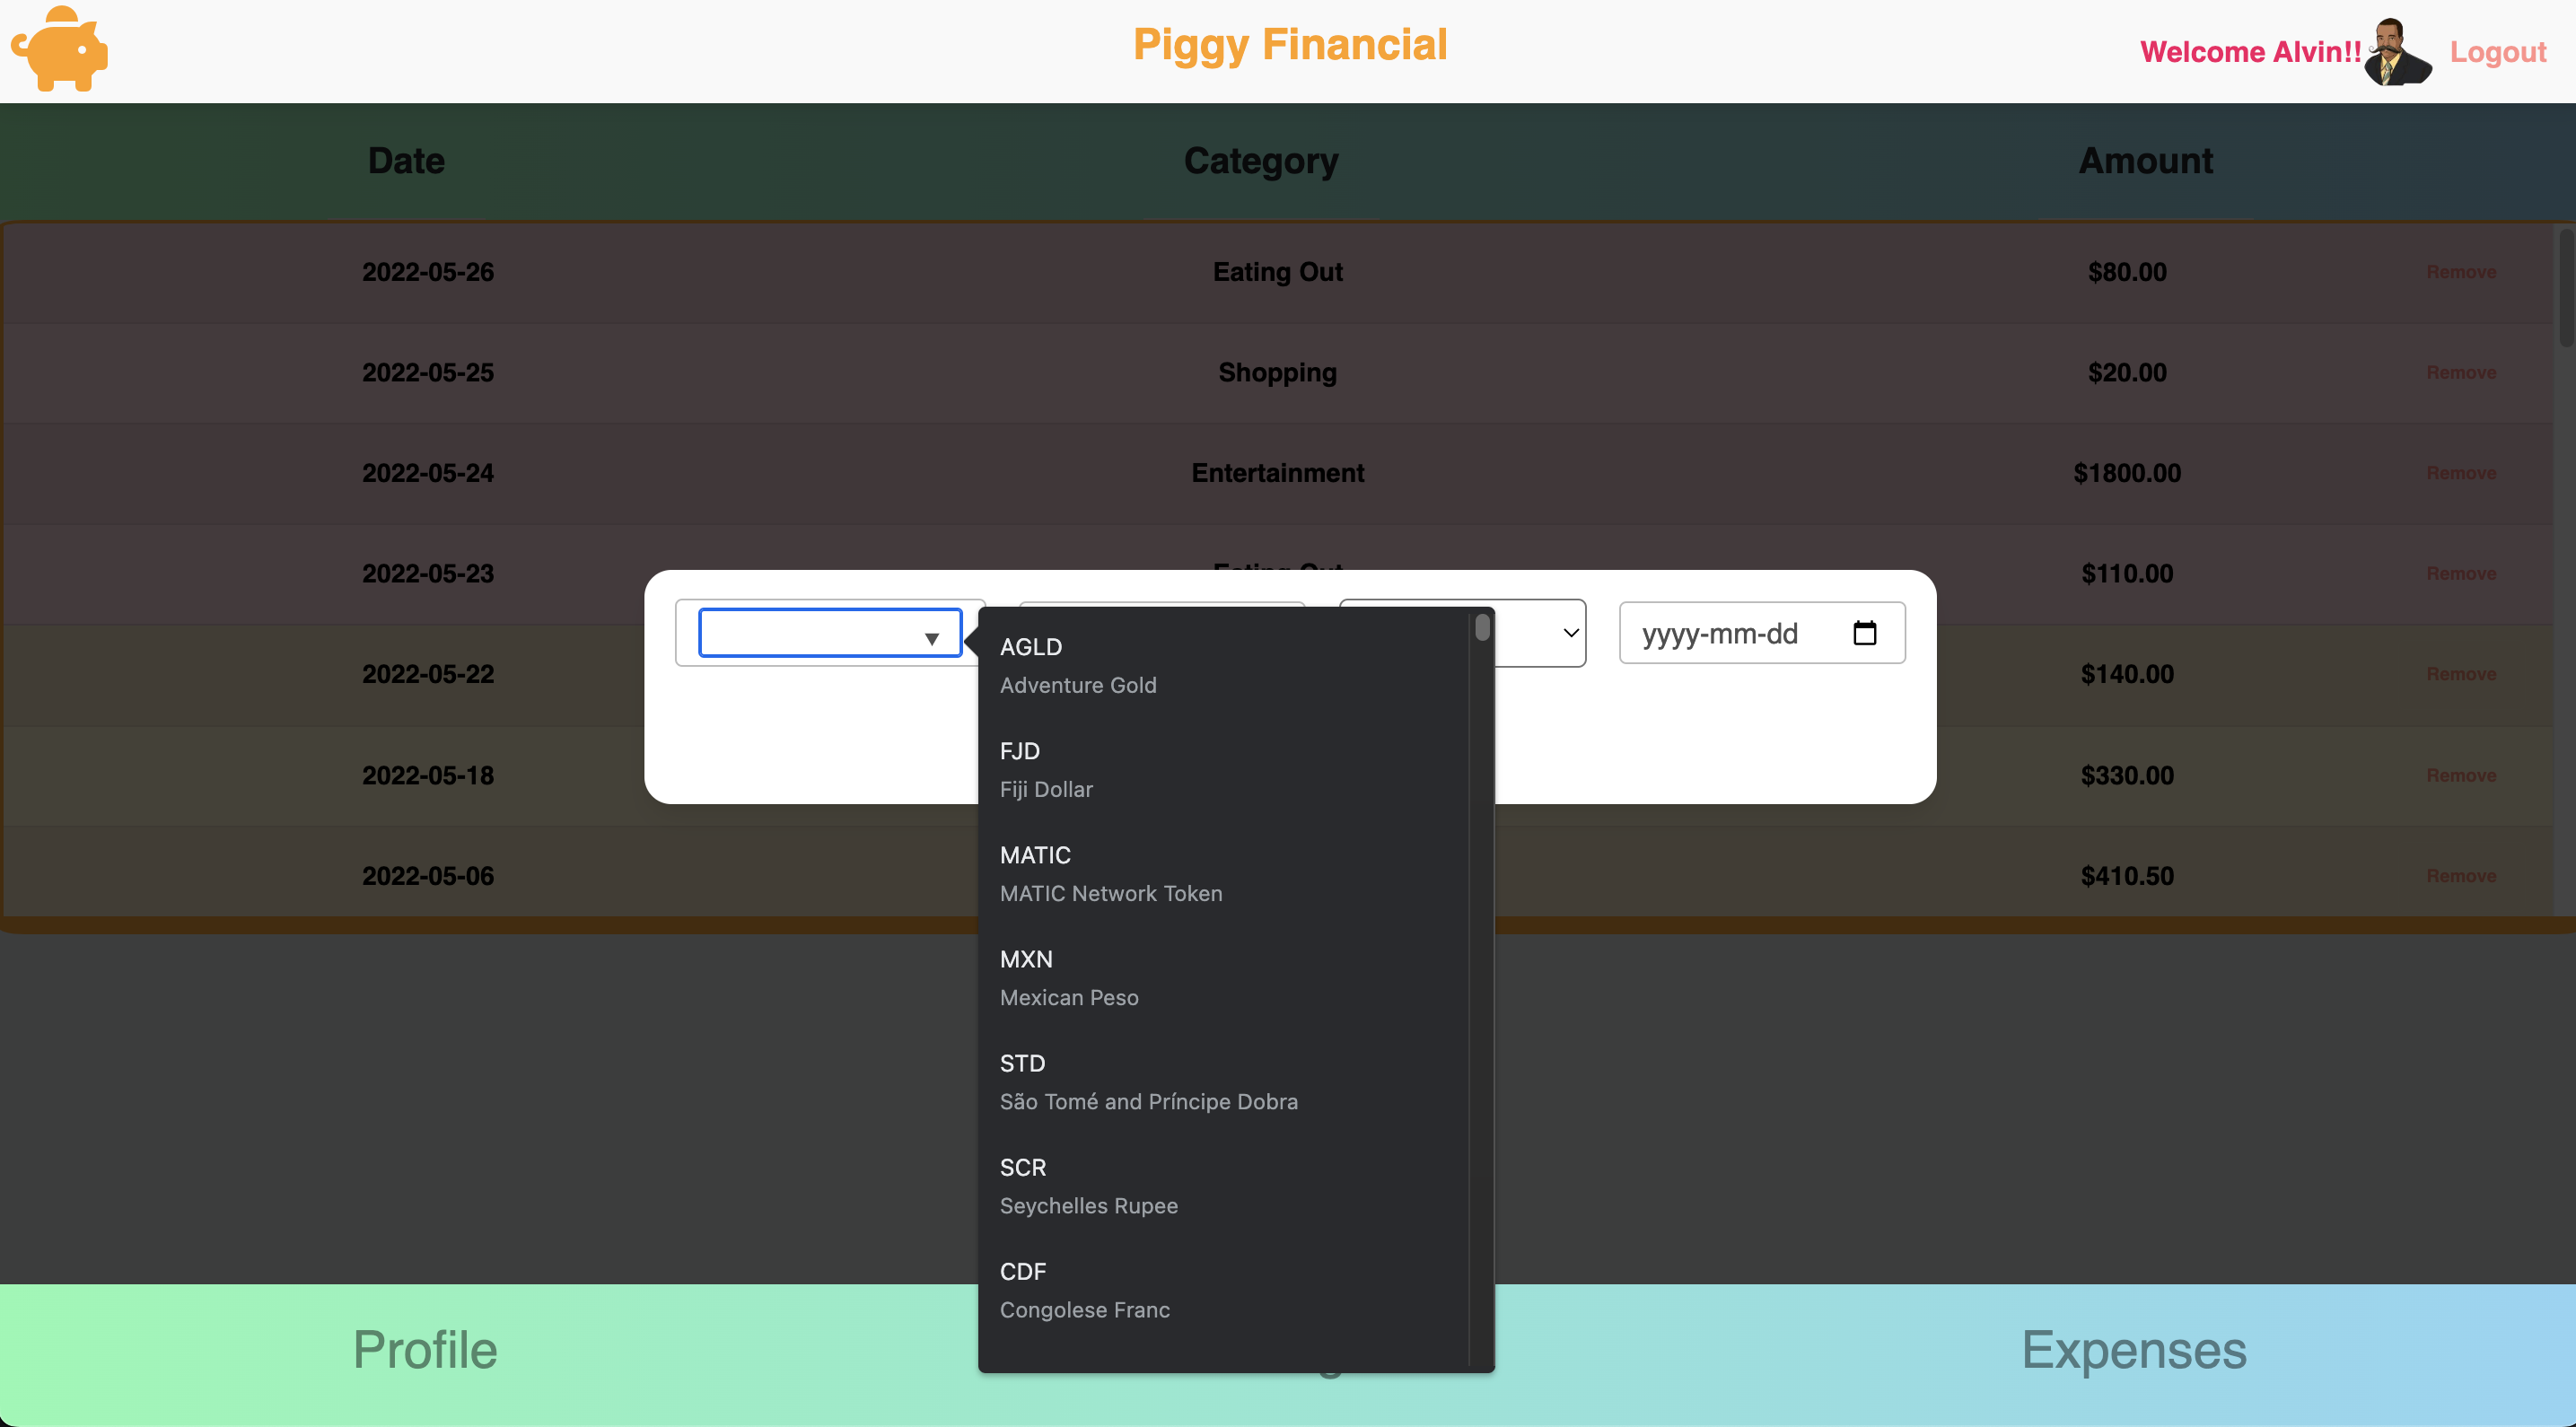 Piggy Financial
Welcome Alvin!! Logout
Date Category Amount
2022-05-26 Eating Out $80.00 Remove
2022-05-25 Shopping $20.00 Remove
2022-05-24 Entertainment $1800.00 Remove
2022-05-23 Eating Out $110.00 Remove
2022-05-22 $140.00 Remove
2022-05-18 $330.00 Remove
2022-05-06 $410.50 Remove
yyyy-mm-dd
AGLD
Adventure Gold
FJD
Fiji Dollar
MATIC
MATIC Network Token
MXN
Mexican Peso
STD
São Tomé and Príncipe Dobra
SCR
Seychelles Rupee
CDF
Congolese Franc
Profile Expenses